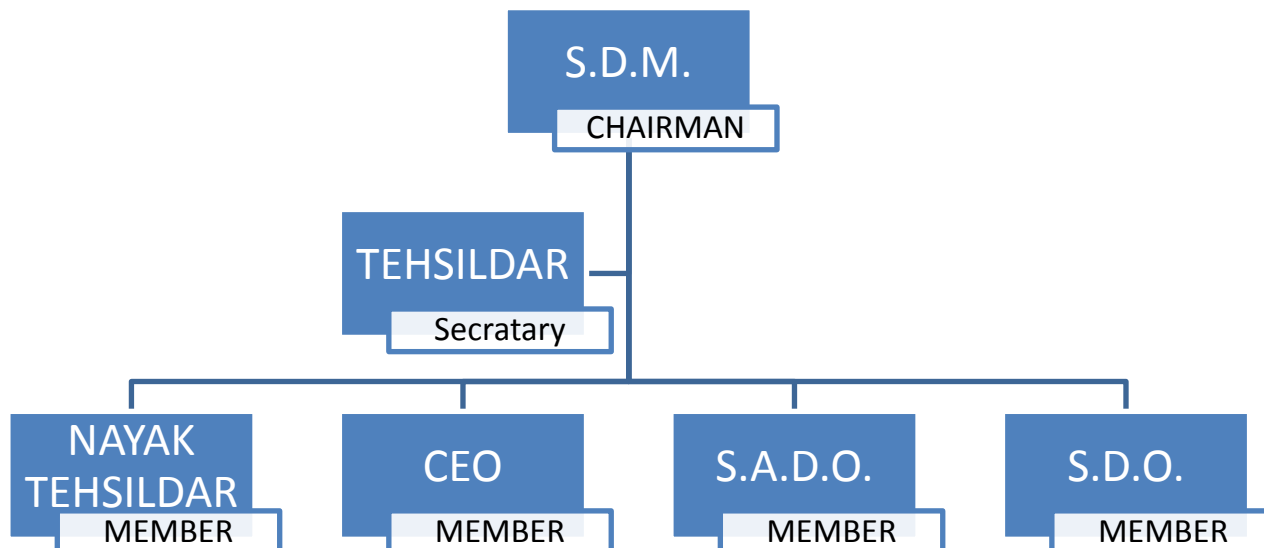 S.D.M.
CHAIRMAN
TEHSILDAR
Secratary
NAYAK
TEHSILDAR
MEMBER
CEO
MEMBER
S.A.D.O.
MEMBER
S.D.O.
MEMBER